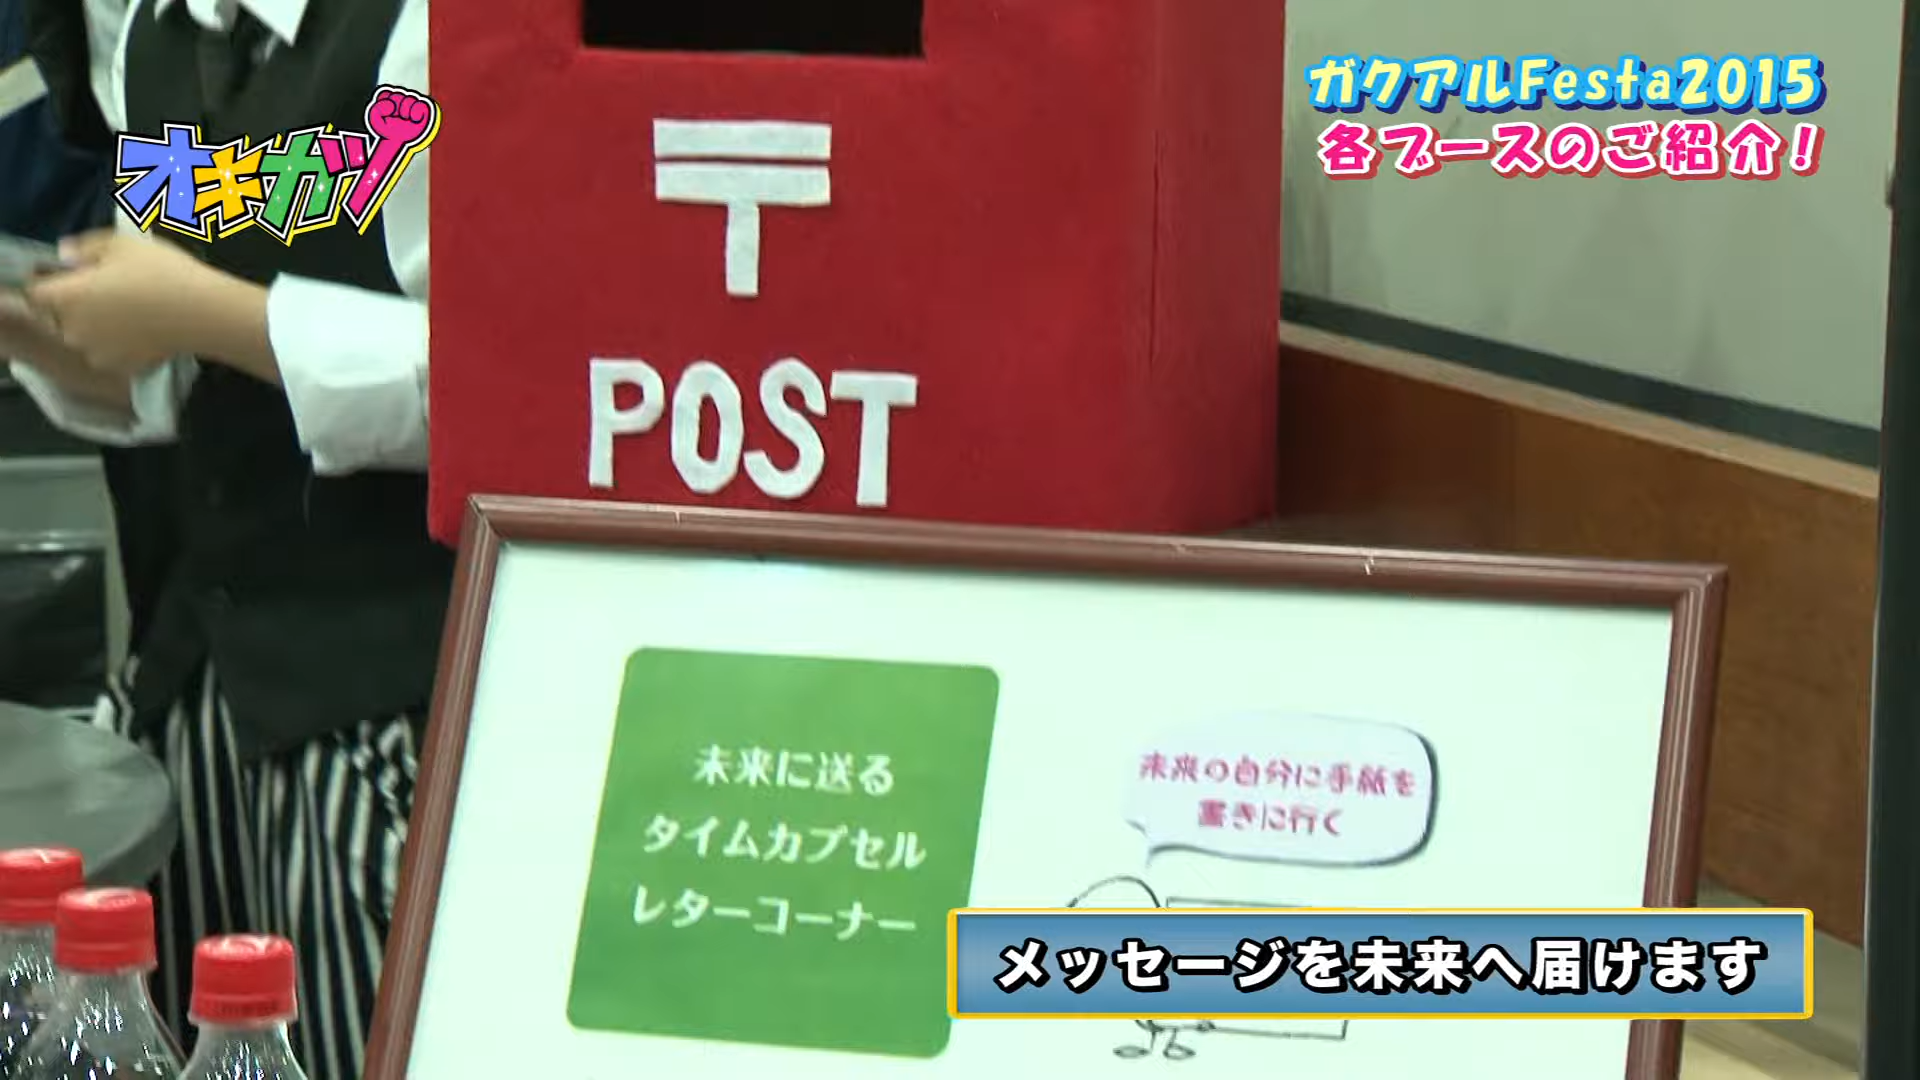 オキカツ
ガクアルFesta2015
各ブースのご紹介!
〒
POST
未来に送る
タイムカプセル
レターコーナー
未来の自分に手紙を
書きに行く
メッセージを未来へ届けます